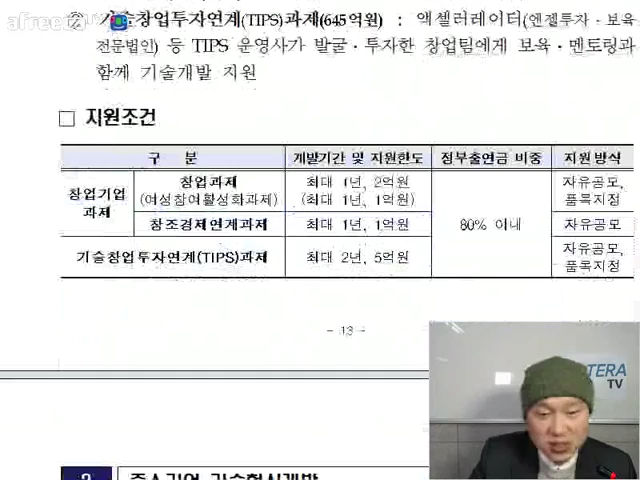 afreeca
② 기술창업투자연계(TIPS)과제(645억원) : 액셀러레이터(엔젤투자·보육
전문법인) 등 TIPS 운영사가 발굴·투자한 창업팀에게 보육·멘토링과
함께 기술개발 지원
□ 지원조건
구 분 개발기간 및 지원한도 정부출연금 비중 지원방식
창업기업
과제
창업과제
(여성참여활성화과제)
최대 1년, 2억원
(최대 1년, 1억원)
자유공모,
품목지정
창조경제연계과제 최대 1년, 1억원 80% 이내 자유공모
기술창업투자연계(TIPS)과제 최대 2년, 5억원
자유공모,
품목지정
- 13 -
TERA
TV
2